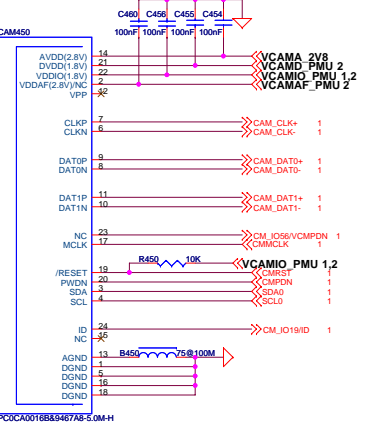 C460 C456 C455 C454
100nF 100nF 100nF 100nF
CAM450
AVDD(2.8V) 14 VCAMA_2V8
DVDD(1.8V) 21 VCAMD_PMU 2
VDDIO(1.8V) 22 VCAMIO_PMU 1,2
VDDAF(2.8V)/NC 2 VCAMAF_PMU 2
VPP 12
CLKP 7 CAM_CLK+ 1
CLKN 6 CAM_CLK- 1
DAT0P 9 CAM_DAT0+ 1
DAT0N 8 CAM_DAT0- 1
DAT1P 11 CAM_DAT1+ 1
DAT1N 10 CAM_DAT1- 1
NC 23 CM_IO56/VCMPDN 1
MCLK 17 CMMCLK 1
R450 10K VCAMIO_PMU 1,2
/RESET 19 CMRST 1
PWDN 20 CMPDN 1
SDA 3 SDA0 1
SCL 4 SCL0 1
ID 24 CM_IO19/ID 1
NC 15
AGND 13 B450 75@100M
DGND 1
DGND 5
DGND 16
DGND 18
PC0CA0016B&9467A8-5.0M-H